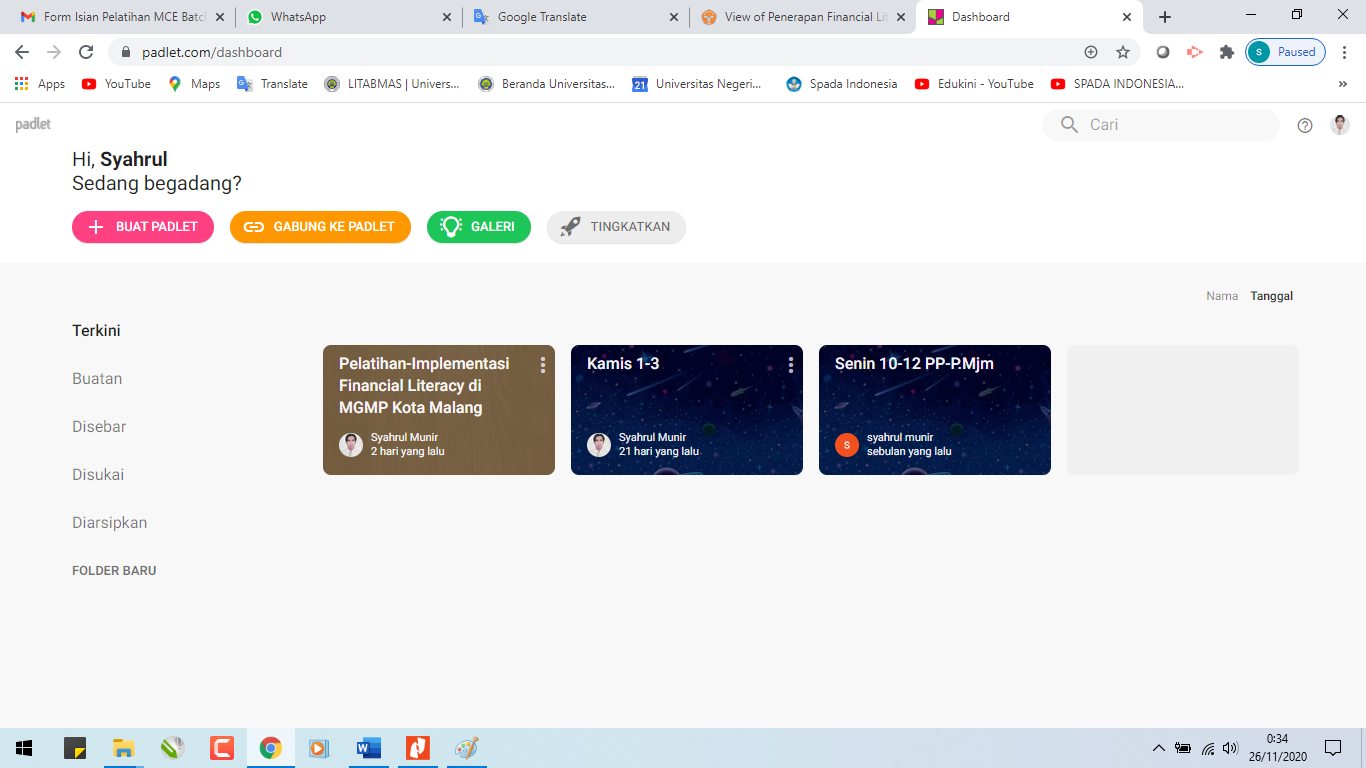 Form Isian Pelatihan MCE Batc
WhatsApp
Google Translate
View of Penerapan Financial Lit
Dashboard
padlet.com/dashboard
S
Paused
Apps
YouTube
Maps
Translate
LITABMAS | Univers...
Beranda Universitas...
21
Universitas Negeri...
Spada Indonesia
Edukini - YouTube
SPADA INDONESIA...
»
padlet
Cari
Hi, Syahrul
Sedang begadang?
BUAT PADLET
GABUNG KE PADLET
GALERI
TINGKATKAN
Nama
Tanggal
Terkini
Buatan
Disebar
Disukai
Diarsipkan
FOLDER BARU
Pelatihan-Implementasi
Financial Literacy di
MGMP Kota Malang
Syahrul Munir
2 hari yang lalu
Kamis 1-3
Syahrul Munir
21 hari yang lalu
Senin 10-12 PP-P.Mjm
S
syahrul munir
sebulan yang lalu
0:34
26/11/2020